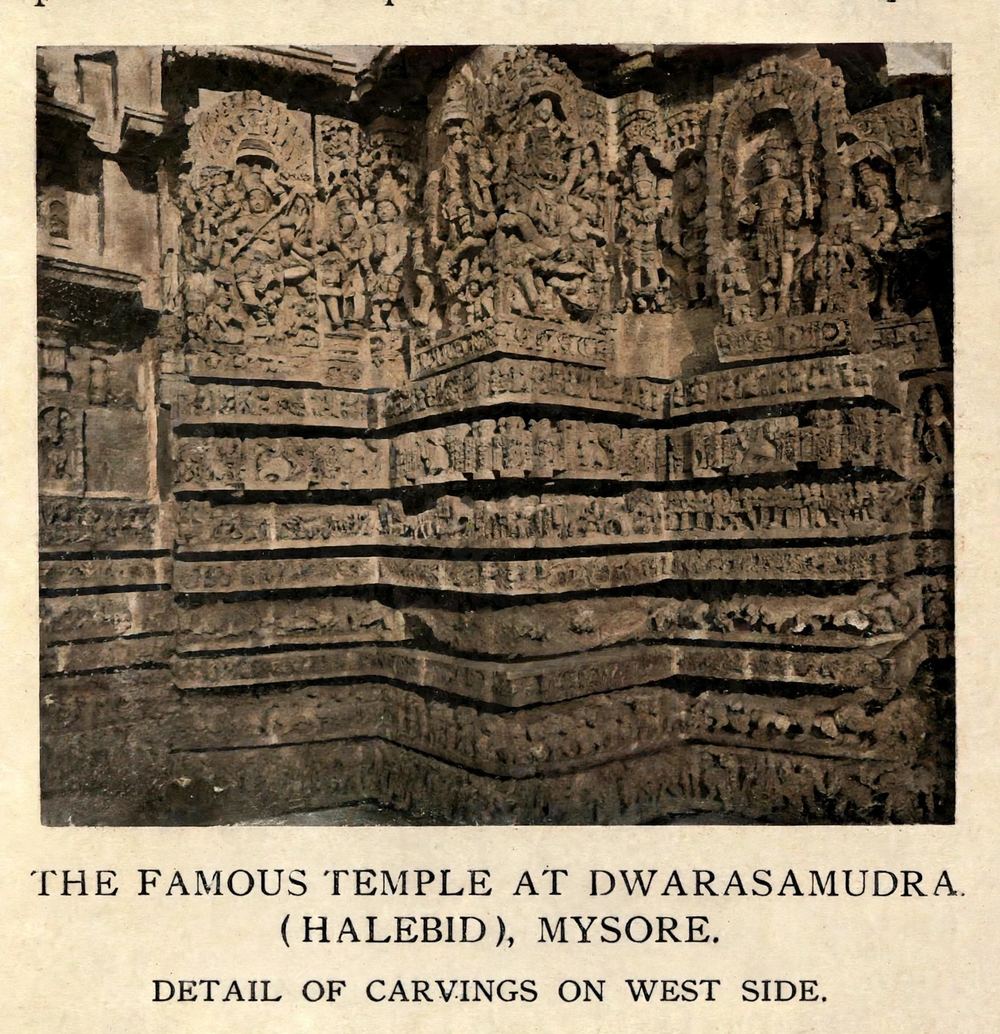 THE FAMOUS TEMPLE AT DWARASAMUDRA.
(HALEBID), MYSORE.
DETAIL OF CARVINGS ON WEST SIDE.